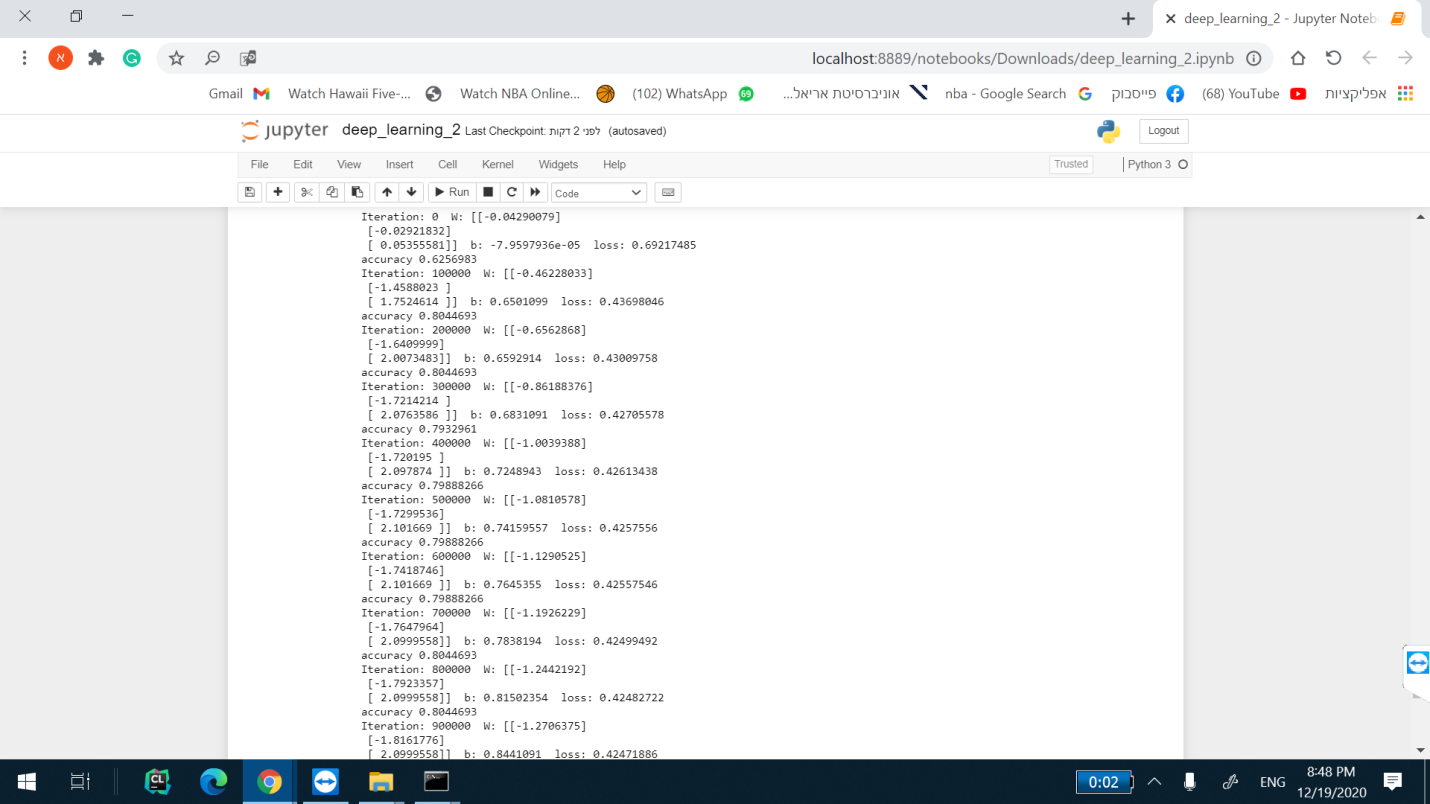 deep_learning_2 - Jupyter Noteb
localhost:8889/notebooks/Downloads/deep_learning_2.ipynb
א
Gmail
Watch Hawaii Five-...
Watch NBA Online...
(102) WhatsApp
69
אוניברסיטת אריאל...
nba - Google Search
פייסבוק
(68) YouTube
אפליקציות
jupyter deep_learning_2 Last Checkpoint: לפני 2 דקות (autosaved)
Logout
File Edit View Insert Cell Kernel Widgets Help
Trusted
Python 3
Run
Code
Iteration: 0 W: [[-0.04290079]
[-0.02921832]
[ 0.05355581]] b: -7.9597936e-05 loss: 0.69217485
accuracy 0.6256983
Iteration: 100000 W: [[-0.46228033]
[-1.4588023 ]
[ 1.7524614 ]] b: 0.6501099 loss: 0.43698046
accuracy 0.8044693
Iteration: 200000 W: [[-0.6562868]
[-1.6409999]
[ 2.0073483]] b: 0.6592914 loss: 0.43009758
accuracy 0.8044693
Iteration: 300000 W: [[-0.86188376]
[-1.7214214 ]
[ 2.0763586 ]] b: 0.6831091 loss: 0.42705578
accuracy 0.7932961
Iteration: 400000 W: [[-1.0039388]
[-1.720195 ]
[ 2.097874 ]] b: 0.7248943 loss: 0.42613438
accuracy 0.79888266
Iteration: 500000 W: [[-1.0810578]
[-1.7299536]
[ 2.101669 ]] b: 0.74159557 loss: 0.4257556
accuracy 0.79888266
Iteration: 600000 W: [[-1.1290525]
[-1.7418746]
[ 2.101669 ]] b: 0.7645355 loss: 0.42557546
accuracy 0.79888266
Iteration: 700000 W: [[-1.1926229]
[-1.7647964]
[ 2.0999558]] b: 0.7838194 loss: 0.42499492
accuracy 0.8044693
Iteration: 800000 W: [[-1.2442192]
[-1.7923357]
[ 2.0999558]] b: 0.81502354 loss: 0.42482722
accuracy 0.8044693
Iteration: 900000 W: [[-1.2706375]
[-1.8161776]
[ 2.0999558]] b: 0.8441091 loss: 0.42471886
CL
0:02
ENG
8:48 PM
12/19/2020